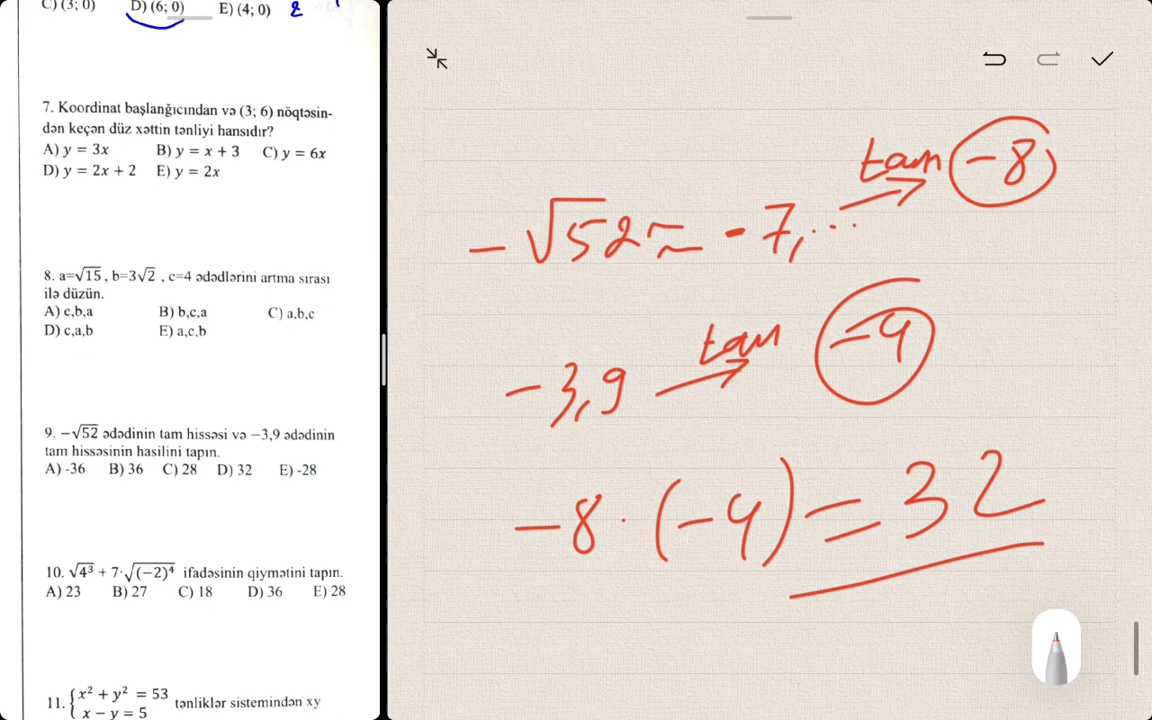 C) (3; 0) D) (6; 0) E) (4; 0)
7. Koordinat başlanğıcından və (3; 6) nöqtəsin-
dən keçən düz xəttin tənliyi hansıdır?
A) y = 3x B) y = x + 3 C) y = 6x
D) y = 2x + 2 E) y = 2x
8. a=√15, b=3√2 , c=4 ədədlərini artma sırası
ilə düzün.
A) c,b,a B) b,c,a C) a,b,c
D) c,a,b E) a,c,b
9. −√52 ədədinin tam hissəsi və −3,9 ədədinin
tam hissəsinin hasilini tapın.
A) -36 B) 36 C) 28 D) 32 E) -28
10. √4³ + 7·√(−2)⁴ ifadəsinin qiymətini tapın.
A) 23 B) 27 C) 18 D) 36 E) 28
11. {x² + y² = 53
x − y = 5 tənliklər sistemindən xy
−√52 ≈ -7,... tam → −8
−3,9 tam → −4
−8 · (−4) = 32